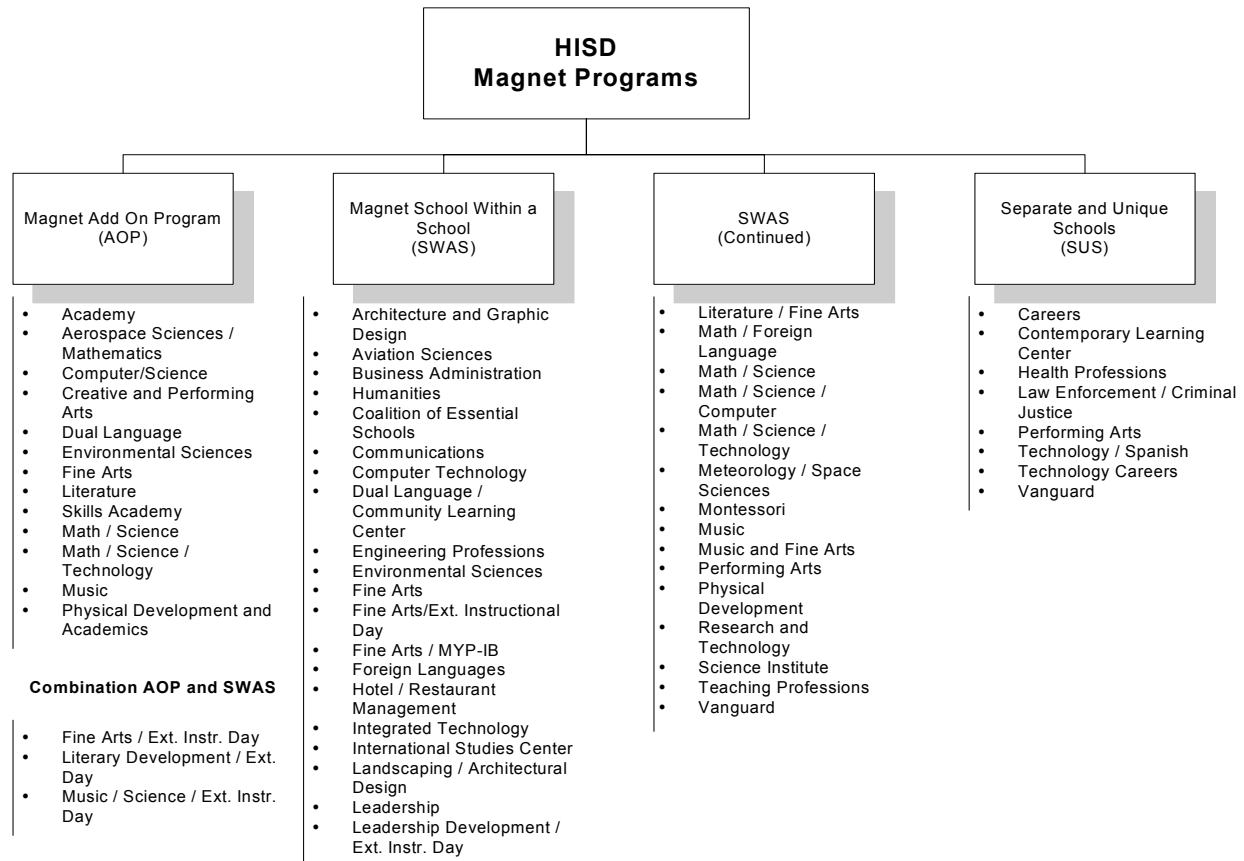 HISD
Magnet Programs
Magnet Add On Program
(AOP)
• Academy
• Aerospace Sciences /
Mathematics
• Computer/Science
• Creative and Performing
Arts
• Dual Language
• Environmental Sciences
• Fine Arts
• Literature
• Skills Academy
• Math / Science
• Math / Science /
Technology
• Music
• Physical Development and
Academics
Combination AOP and SWAS
• Fine Arts / Ext. Instr. Day
• Literary Development / Ext.
Day
• Music / Science / Ext. Instr.
Day
Magnet School Within a
School
(SWAS)
• Architecture and Graphic
Design
• Aviation Sciences
• Business Administration
• Humanities
• Coalition of Essential
Schools
• Communications
• Computer Technology
• Dual Language /
Community Learning
Center
• Engineering Professions
• Environmental Sciences
• Fine Arts
• Fine Arts/Ext. Instructional
Day
• Fine Arts / MYP-IB
• Foreign Languages
• Hotel / Restaurant
Management
• Integrated Technology
• International Studies Center
• Landscaping / Architectural
Design
• Leadership
• Leadership Development /
Ext. Instr. Day
SWAS
(Continued)
• Literature / Fine Arts
• Math / Foreign
Language
• Math / Science
• Math / Science /
Computer
• Math / Science /
Technology
• Meteorology / Space
Sciences
• Montessori
• Music
• Music and Fine Arts
• Performing Arts
• Physical
Development
• Research and
Technology
• Science Institute
• Teaching Professions
• Vanguard
Separate and Unique
Schools
(SUS)
• Careers
• Contemporary Learning
Center
• Health Professions
• Law Enforcement / Criminal
Justice
• Performing Arts
• Technology / Spanish
• Technology Careers
• Vanguard